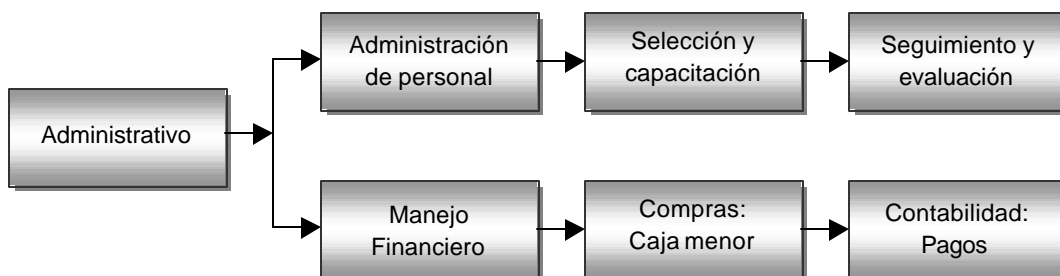 Administración
de personal
Selección y
capacitación
Seguimiento y
evaluación
Administrativo
Manejo
Financiero
Compras:
Caja menor
Contabilidad:
Pagos